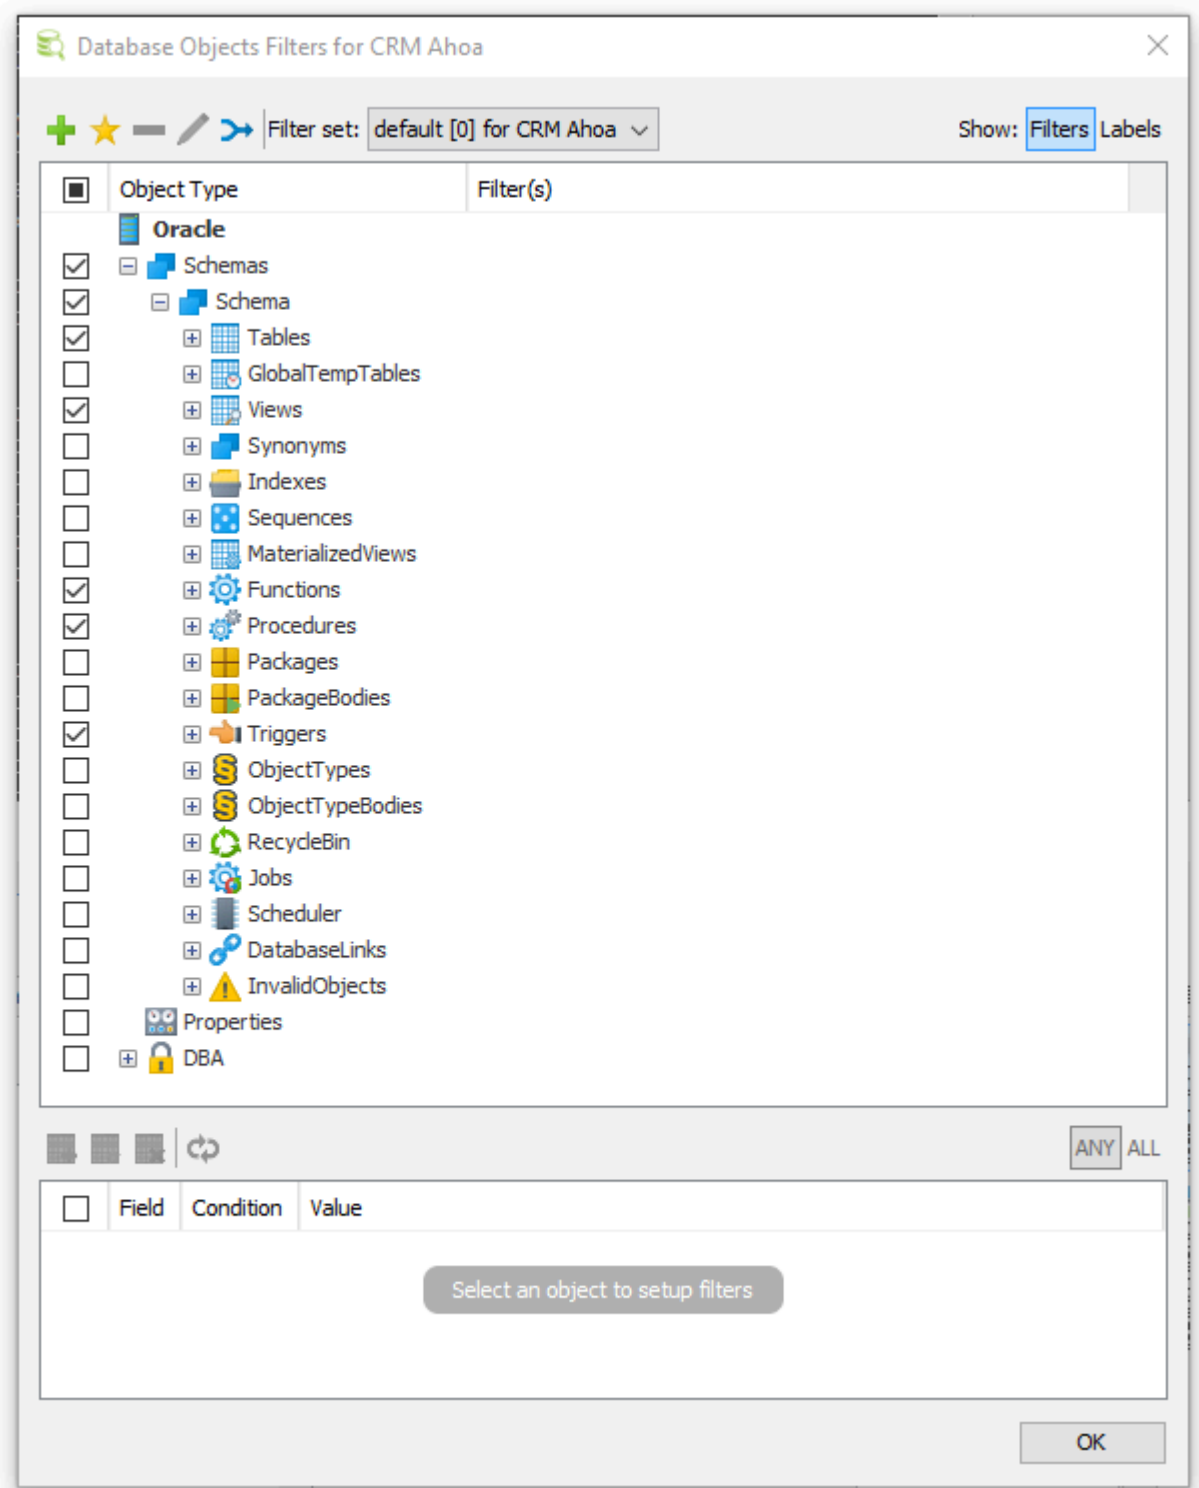 Database Objects Filters for CRM Ahoa
Filter set: default [0] for CRM Ahoa Show: Filters Labels
Object Type Filter(s)
Oracle
Schemas
Schema
Tables
GlobalTempTables
Views
Synonyms
Indexes
Sequences
MaterializedViews
Functions
Procedures
Packages
PackageBodies
Triggers
ObjectTypes
ObjectTypeBodies
RecycleBin
Jobs
Scheduler
DatabaseLinks
InvalidObjects
Properties
DBA
ANY ALL
Field Condition Value
Select an object to setup filters
OK